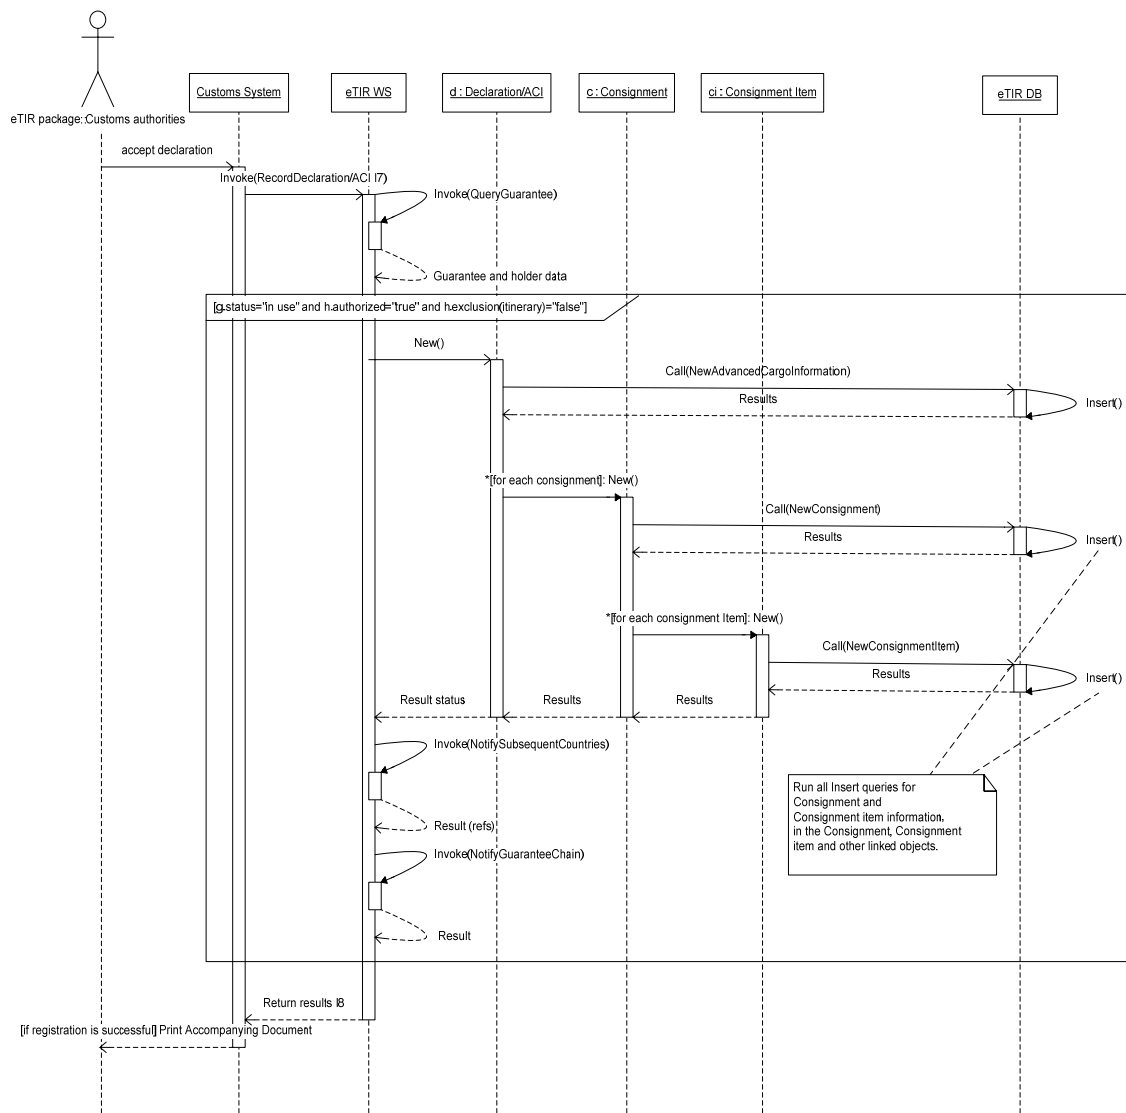 Customs System
eTIR WS
d : Declaration/ACI
c : Consignment
ci : Consignment Item
eTIR DB
eTIR package::Customs authorities
accept declaration
Invoke(RecordDeclaration/ACI I7)
Invoke(QueryGuarantee)
Guarantee and holder data
[g.status="in use" and h.authorized="true" and h.exclusion(itinerary)="false"]
New()
Call(NewAdvancedCargoInformation)
Results
Insert()
*[for each consignment]: New()
Call(NewConsignment)
Results
Insert()
*[for each consignment Item]: New()
Call(NewConsignmentItem)
Results
Insert()
Result status
Results
Results
Invoke(NotifySubsequentCountries)
Run all Insert queries for
Consignment and
Consignment item information,
in the Consignment, Consignment
item and other linked objects.
Result (refs)
Invoke(NotifyGuaranteeChain)
Result
Return results I8
[if registration is successful] Print Accompanying Document